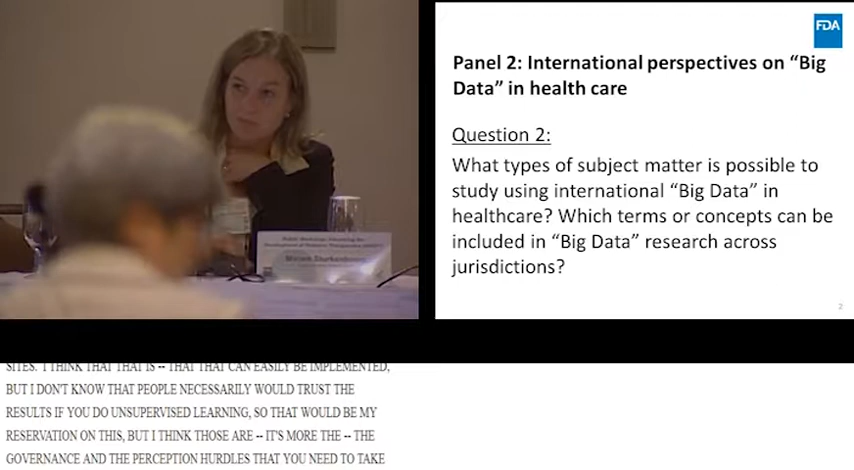 FDA
Panel 2: International perspectives on “Big
Data” in health care
Question 2:
What types of subject matter is possible to
study using international “Big Data” in
healthcare? Which terms or concepts can be
included in “Big Data” research across
jurisdictions?
2
Miriam Sturkenboom
SITES. I THINK THAT THAT IS -- THAT THAT CAN EASILY BE IMPLEMENTED,
BUT I DON'T KNOW THAT PEOPLE NECESSARILY WOULD TRUST THE
RESULTS IF YOU DO UNSUPERVISED LEARNING, SO THAT WOULD BE MY
RESERVATION ON THIS, BUT I THINK THOSE ARE -- IT'S MORE THE -- THE
GOVERNANCE AND THE PERCEPTION HURDLES THAT YOU NEED TO TAKE